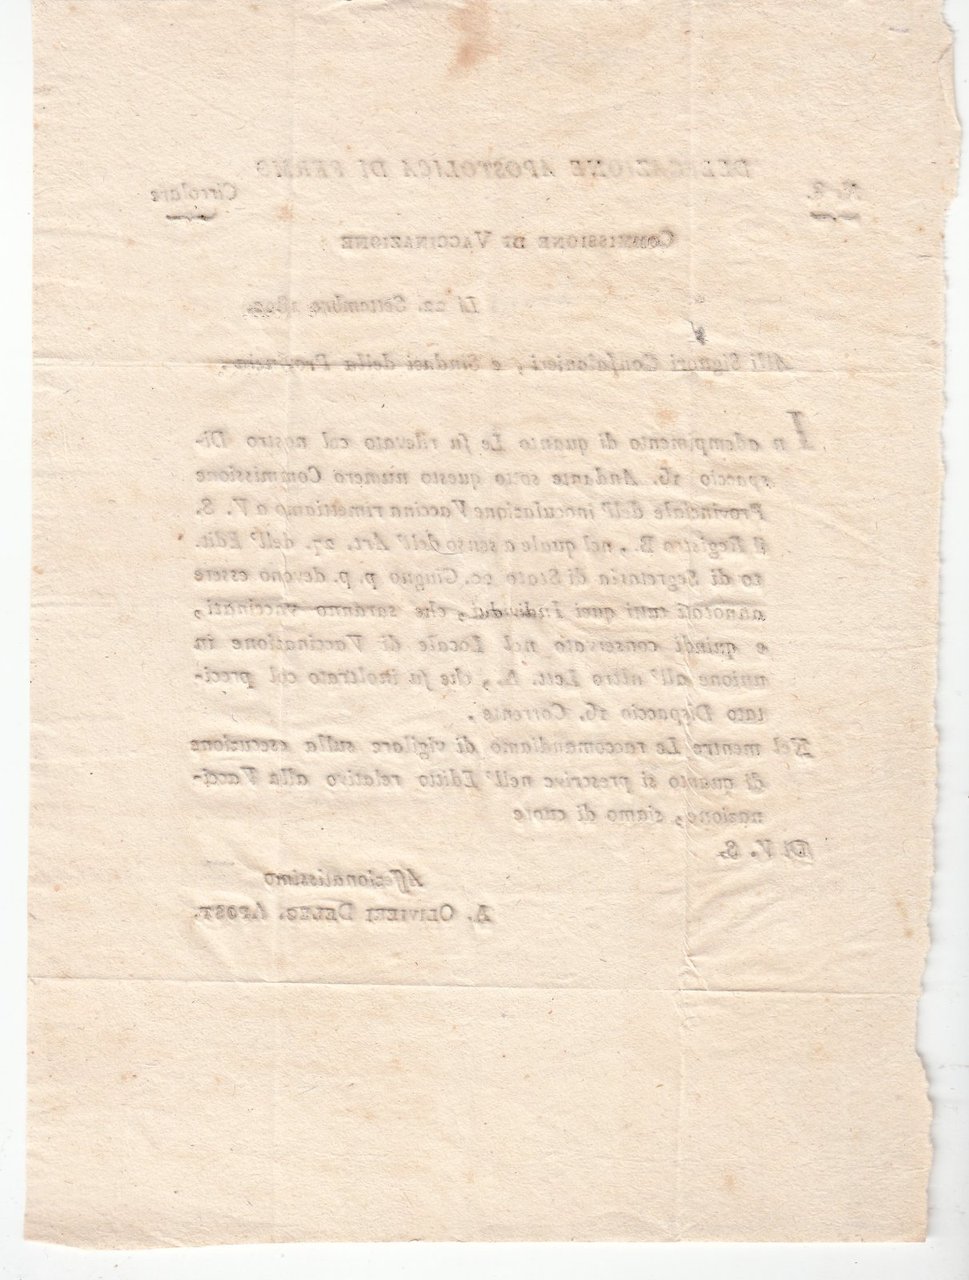 DELEGAZIONE APOSTOLICA DI FERMO
Circolare
COMMISSIONE DI VACCINAZIONE
Li 22. Settembre
Alli Signori Gonfalonieri, e Sindaci della Provincia.
In adempimento di quanto Le fu rilevato col nostro Di-
spaccio 16. Andante sotto questo numero Commissione
Provinciale dell' inoculazione Vaccina rimettiamo a V. S.
il Registro B., nel quale a senso dell' Art. 27. dell' Edit-
to di Segretaria di Stato 20. Giugno p. p. devono essere
annotati tutti quei Individui, che saranno vaccinati,
e quindi conservato nel Locale di Vaccinazione in
unione all' altro Lett. A., che fu inoltrato col preci-
tato Dispaccio 16. Corrente.
Nel mentre Le raccomandiamo di vigilare sulla esecuzione
di quanto si prescrive nell' Editto relativo alla Vacci-
nazione, siamo di cuore
Di V. S.
Affezionatissimo
A. OLIVIERI DELEG. APOST.